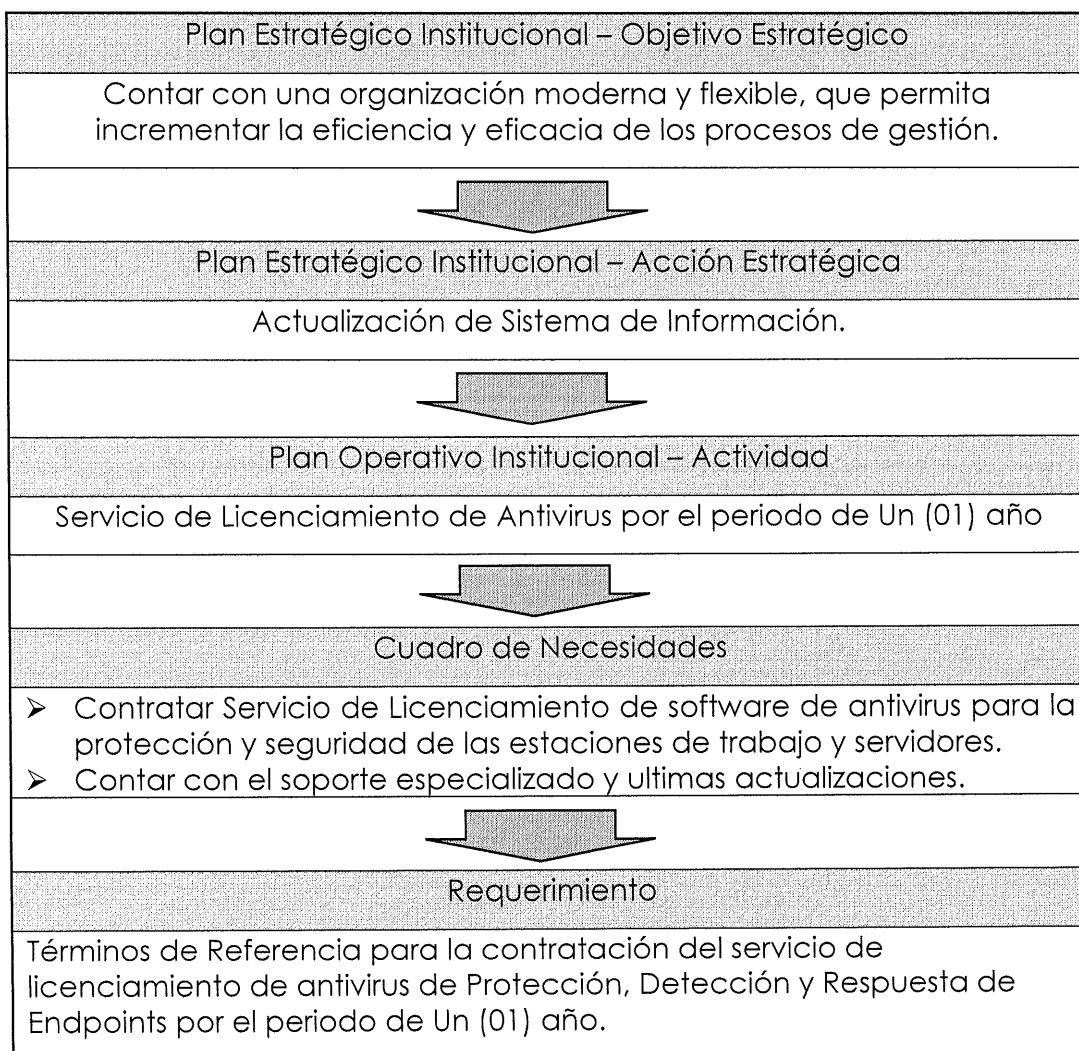 Plan Estratégico Institucional – Objetivo Estratégico
Contar con una organización moderna y flexible, que permita
incrementar la eficiencia y eficacia de los procesos de gestión.
Plan Estratégico Institucional – Acción Estratégica
Actualización de Sistema de Información.
Plan Operativo Institucional – Actividad
Servicio de Licenciamiento de Antivirus por el periodo de Un (01) año
Cuadro de Necesidades
➢ Contratar Servicio de Licenciamiento de software de antivirus para la
protección y seguridad de las estaciones de trabajo y servidores.
➢ Contar con el soporte especializado y ultimas actualizaciones.
Requerimiento
Términos de Referencia para la contratación del servicio de
licenciamiento de antivirus de Protección, Detección y Respuesta de
Endpoints por el periodo de Un (01) año.